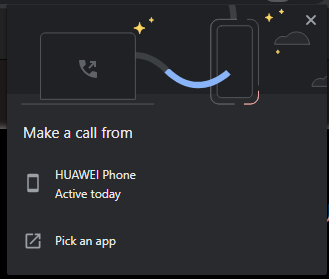 Make a call from
HUAWEI Phone
Active today
Pick an app